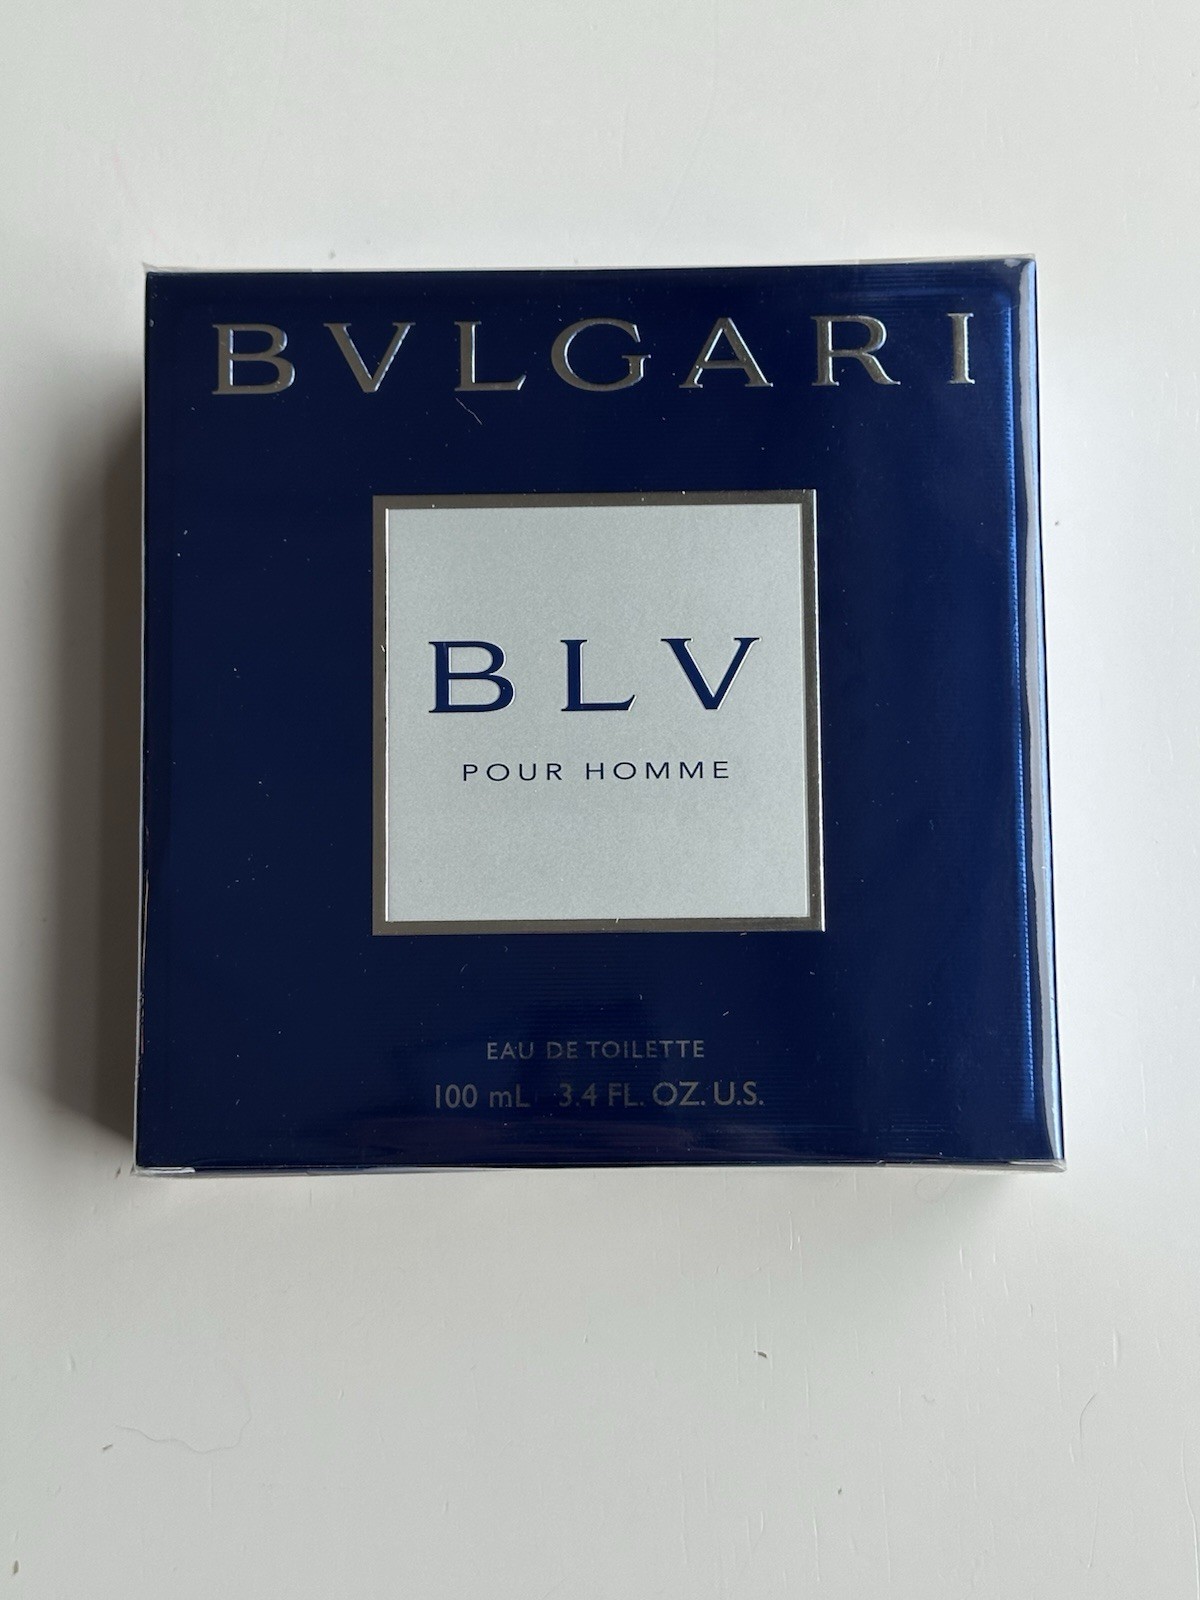 BVLGARI
BLV
POUR HOMME
EAU DE TOILETTE
100 mL 3.4 FL. OZ. U.S.